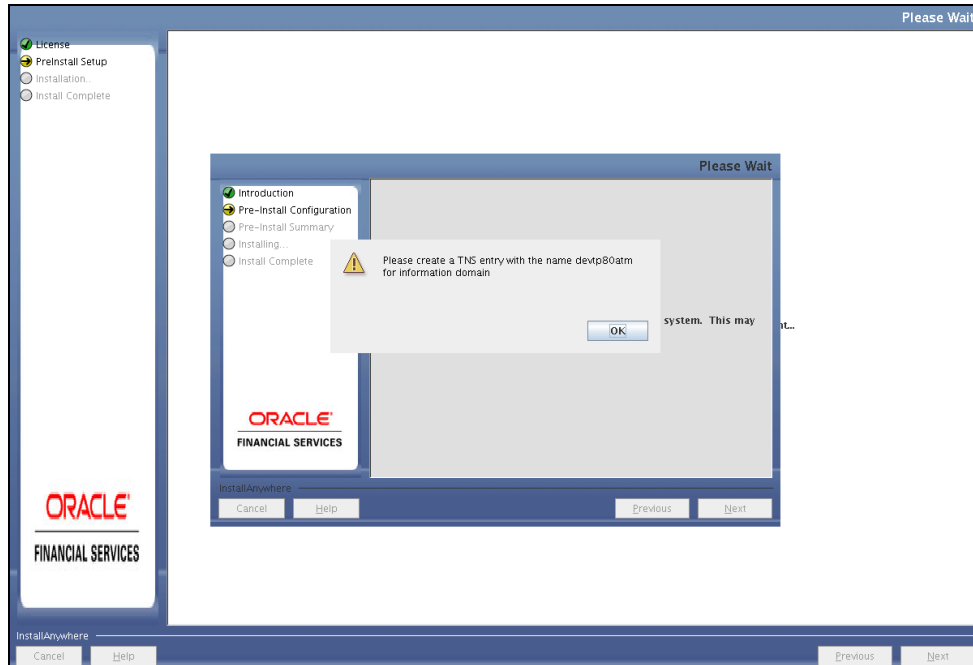 Please Wait
License
PreInstall Setup
Installation..
Install Complete
Please Wait
Introduction
Pre-Install Configuration
Pre-Install Summary
Installing...
Install Complete
Please create a TNS entry with the name devtp80atm
for information domain
OK
system. This may
nt...
ORACLE
FINANCIAL SERVICES
InstallAnywhere
Cancel
Help
Previous
Next
ORACLE
FINANCIAL SERVICES
InstallAnywhere
Cancel
Help
Previous
Next